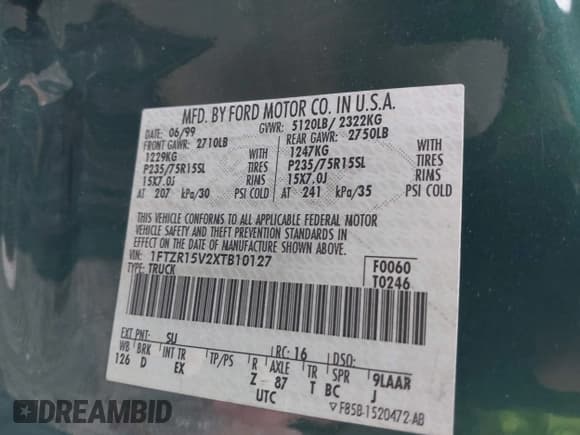 MFD. BY FORD MOTOR CO. IN U.S.A.
DATE: 06/99 GVWR: 5120LB/ 2322KG
FRONT GAWR: 2710LB REAR GAWR: 2750LB
1229KG WITH 1247KG WITH
P235/75R15SL TIRES P235/75R15SL TIRES
15X7.0J RIMS 15X7.0J RIMS
AT 207 kPa/30 PSI COLD AT 241 kPa/35 PSI COLD
THIS VEHICLE CONFORMS TO ALL APPLICABLE FEDERAL MOTOR
VEHICLE SAFETY AND THEFT PREVENTION STANDARDS IN
EFFECT ON THE DATE OF MANUFACTURE SHOWN ABOVE.
VIN: 1FTZR15V2XTB10127 F0060
TYPE: TRUCK T0246
EXT PNT: SU RC: 16 DSO:
WB BRK INT TR TP/PS R AXLE TR SPR 9LAAR
126 D EX Z 87 T BC J
UTC
▽F85B-1520472-AB
DREAMBID